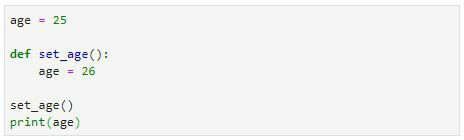 age = 25
def set_age():
    age = 26
set_age()
print(age)